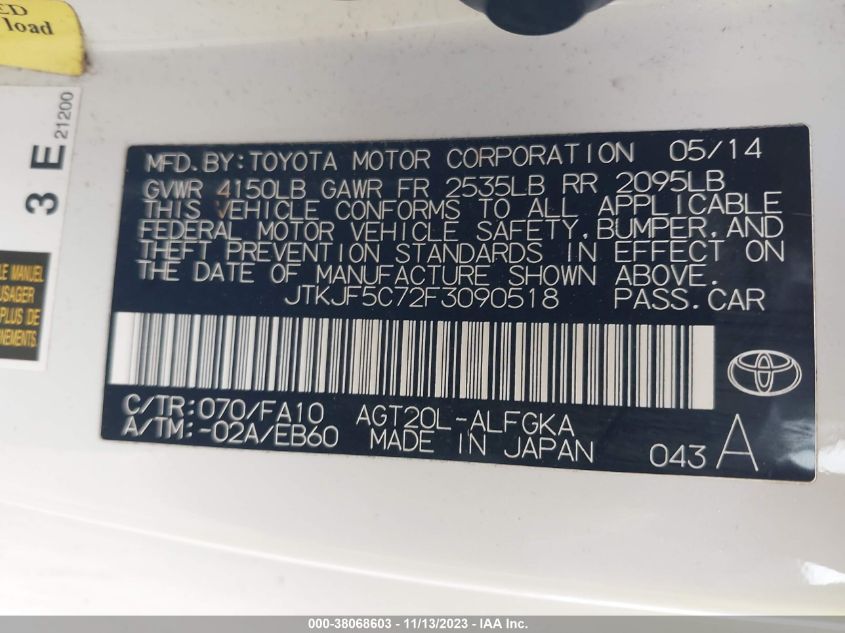 ED
load
3 E 21200
LE MANUEL
USAGER
PLUS DE
NEMENTS.
MFD. BY: TOYOTA MOTOR CORPORATION 05/14
GVWR 4150LB GAWR FR 2535LB RR 2095LB
THIS VEHICLE CONFORMS TO ALL APPLICABLE
FEDERAL MOTOR VEHICLE SAFETY, BUMPER, AND
THEFT PREVENTION STANDARDS IN EFFECT ON
THE DATE OF MANUFACTURE SHOWN ABOVE.
JTKJF5C72F3090518 PASS. CAR
C/TR: 070/FA10 AGT20L-ALFGKA
A/TM: -02A/EB60 MADE IN JAPAN 043 A
000-38068603 - 11/13/2023 - IAA Inc.